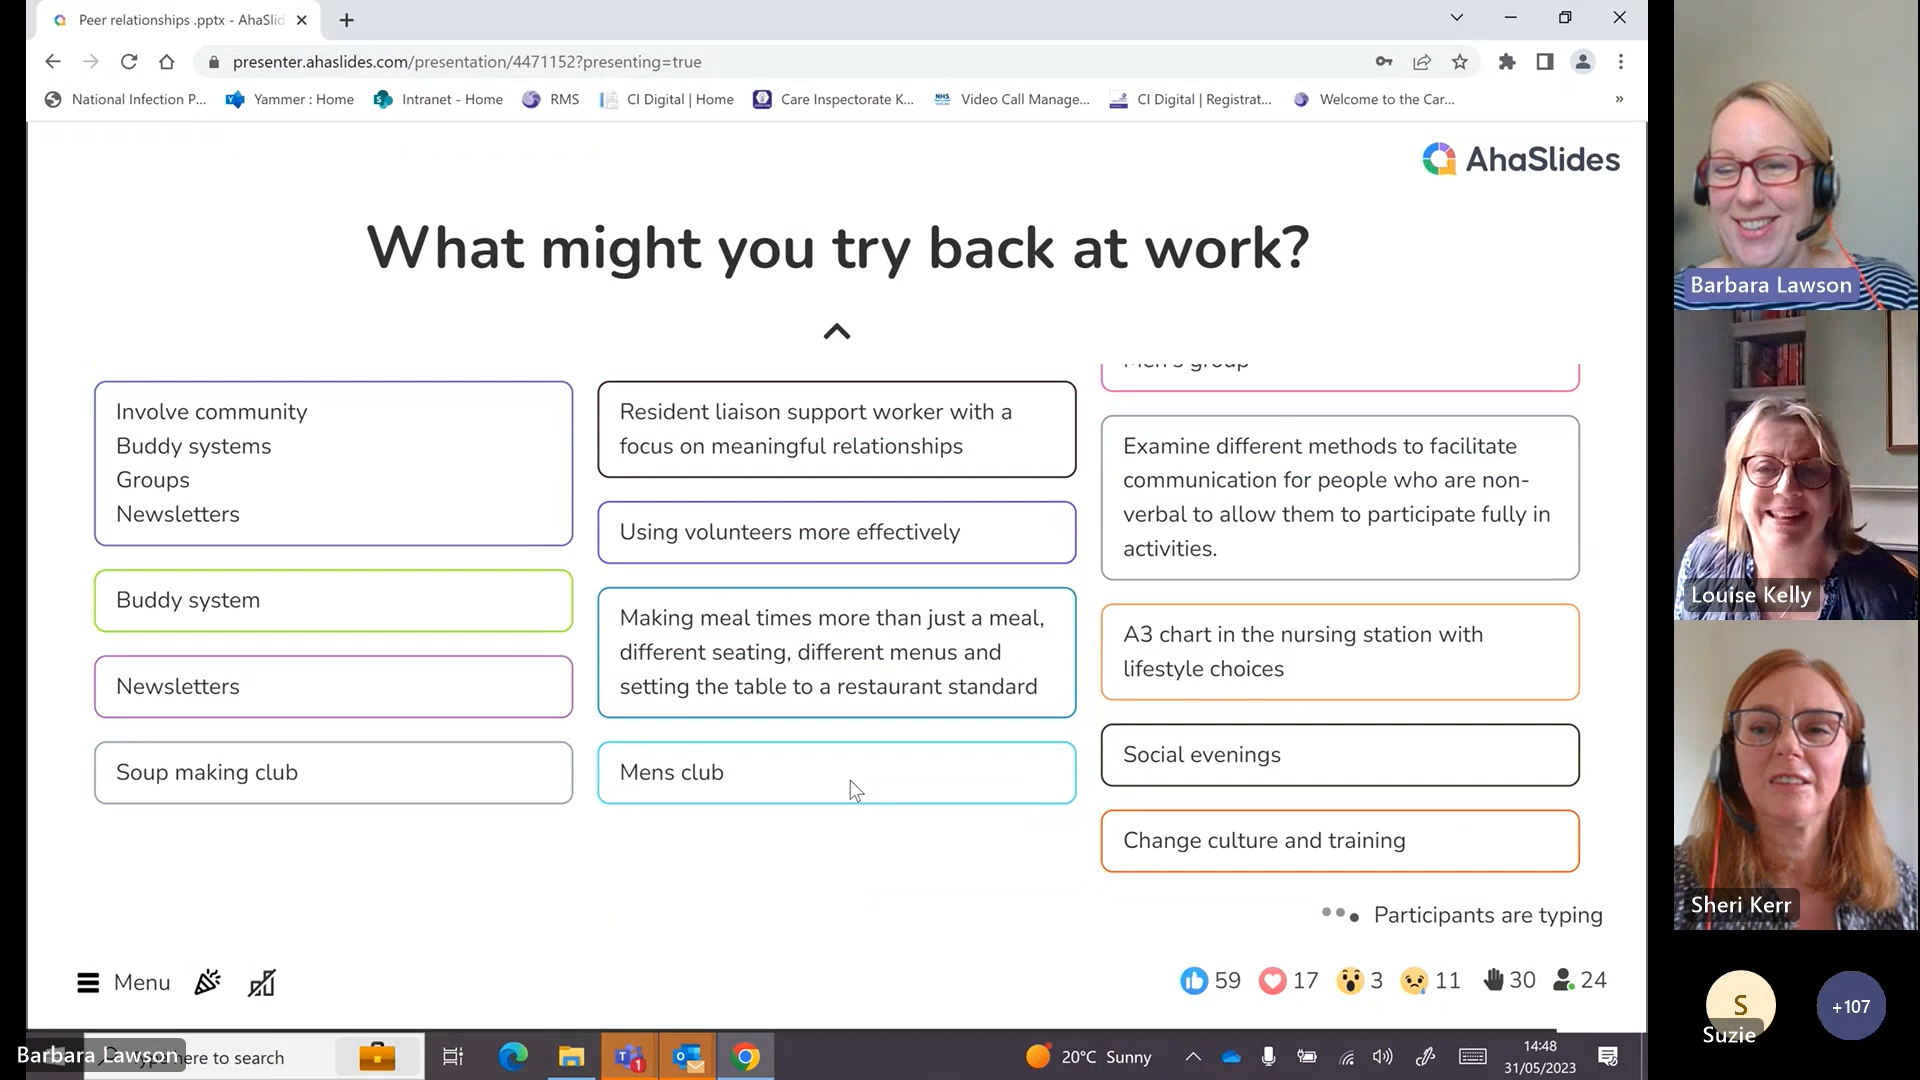 Peer relationships .pptx - AhaSlid
presenter.ahaslides.com/presentation/4471152?presenting=true
National Infection P...
Yammer : Home
Intranet - Home
RMS
CI Digital | Home
Care Inspectorate K...
NHS
Video Call Manage...
CI Digital | Registrat...
Welcome to the Car...
»
AhaSlides
What might you try back at work?
Involve community
Buddy systems
Groups
Newsletters
Buddy system
Newsletters
Soup making club
Resident liaison support worker with a
focus on meaningful relationships
Using volunteers more effectively
Making meal times more than just a meal,
different seating, different menus and
setting the table to a restaurant standard
Mens club
Men's group
Examine different methods to facilitate
communication for people who are non-
verbal to allow them to participate fully in
activities.
A3 chart in the nursing station with
lifestyle choices
Social evenings
Change culture and training
Participants are typing
Menu
59
17
3
11
30
24
Barbara Lawson
here to search
1
20°C Sunny
14:48
31/05/2023
Barbara Lawson
Louise Kelly
Sheri Kerr
S
Suzie
+107